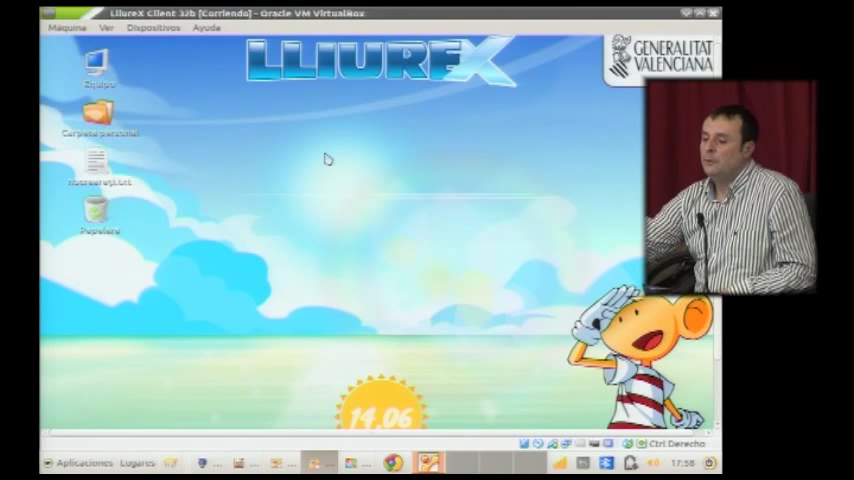 LliureX Client 32b [Corriendo] - Oracle VM VirtualBox
Máquina Ver Dispositivos Ayuda
LLIUREX
GENERALITAT
VALENCIANA
Equipo
Carpeta personal
Papelera
14.06
Ctrl Derecho
Aplicaciones Lugares
17:58